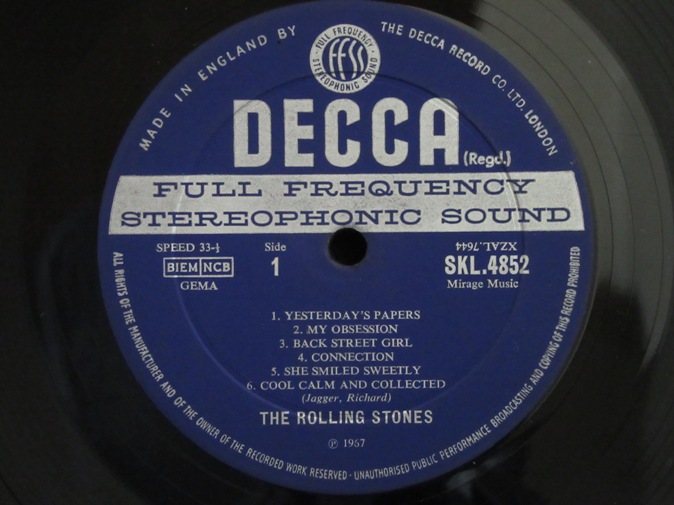 MADE IN ENGLAND BY THE DECCA RECORD CO. LTD. LONDON
FULL FREQUENCY STEREOPHONIC SOUND
FFSS
DECCA (Regd.)
FULL FREQUENCY
STEREOPHONIC SOUND
SPEED 33-⅓
BIEM NCB
GEMA
Side
1
XZAL.7644
SKL.4852
Mirage Music
1. YESTERDAY'S PAPERS
2. MY OBSESSION
3. BACK STREET GIRL
4. CONNECTION
5. SHE SMILED SWEETLY
6. COOL CALM AND COLLECTED
(Jagger, Richard)
THE ROLLING STONES
℗ 1967
ALL RIGHTS OF THE MANUFACTURER AND OF THE OWNER OF THE RECORDED WORK RESERVED · UNAUTHORISED PUBLIC PERFORMANCE BROADCASTING AND COPYING OF THIS RECORD PROHIBITED